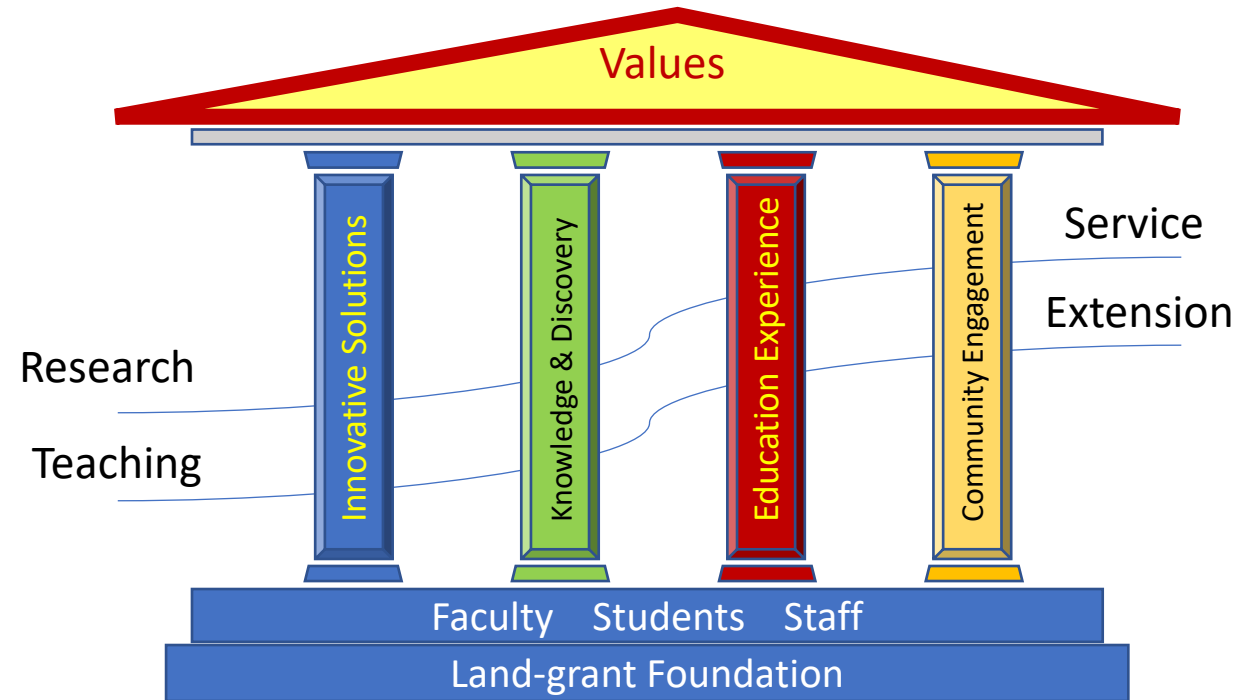 Values
Service
Extension
Research
Teaching
Innovative Solutions
Knowledge & Discovery
Education Experience
Community Engagement
Faculty Students Staff
Land-grant Foundation